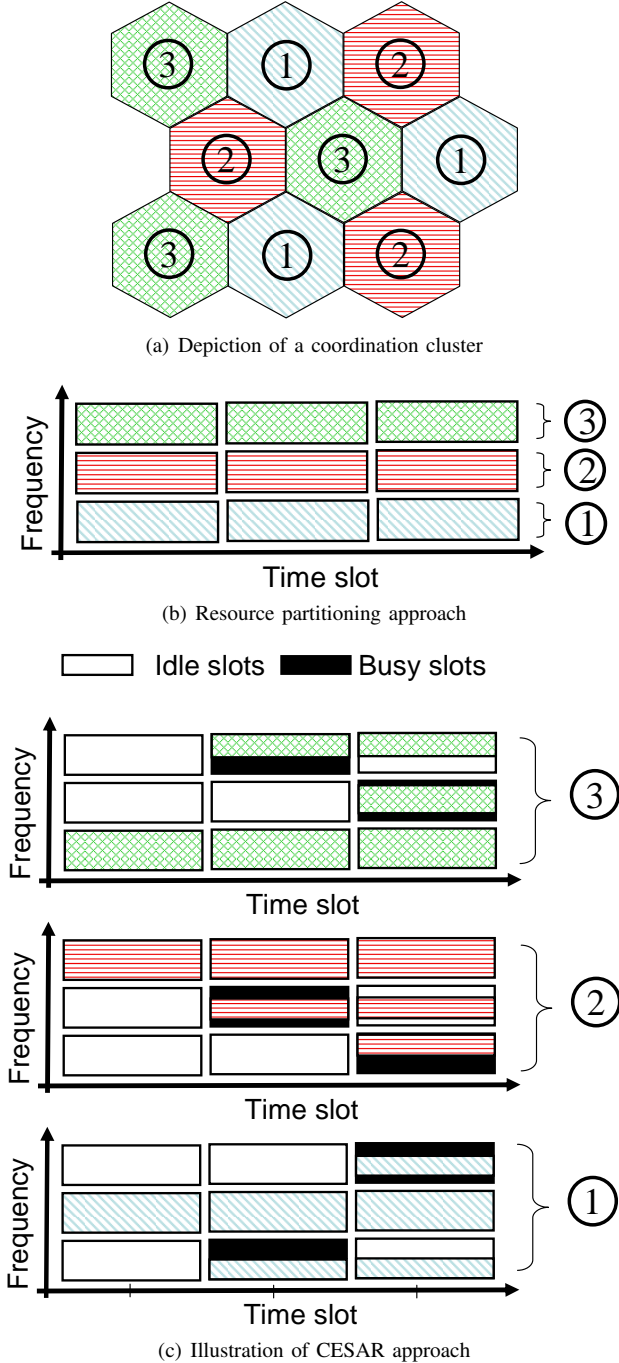 3 1 2
2 3 1
3 1 2
(a) Depiction of a coordination cluster
Frequency
3
2
1
Time slot
(b) Resource partitioning approach
Idle slots Busy slots
Frequency
3
Time slot
Frequency
2
Time slot
Frequency
1
Time slot
(c) Illustration of CESAR approach